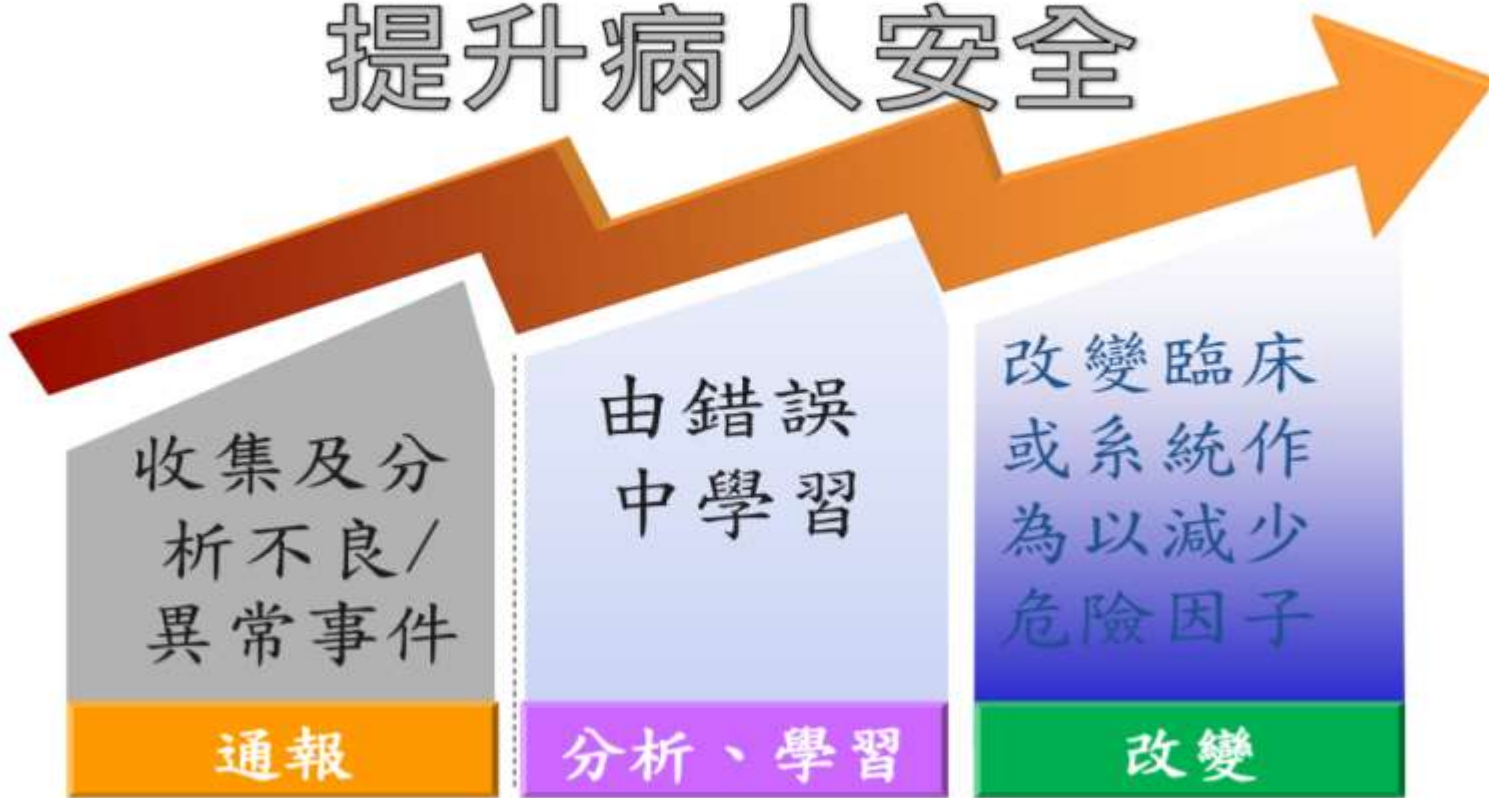 提升病人安全
收集及分
析不良/
異常事件
由錯誤
中學習
改變臨床
或系統作
為以減少
危險因子
通報
分析、學習
改變